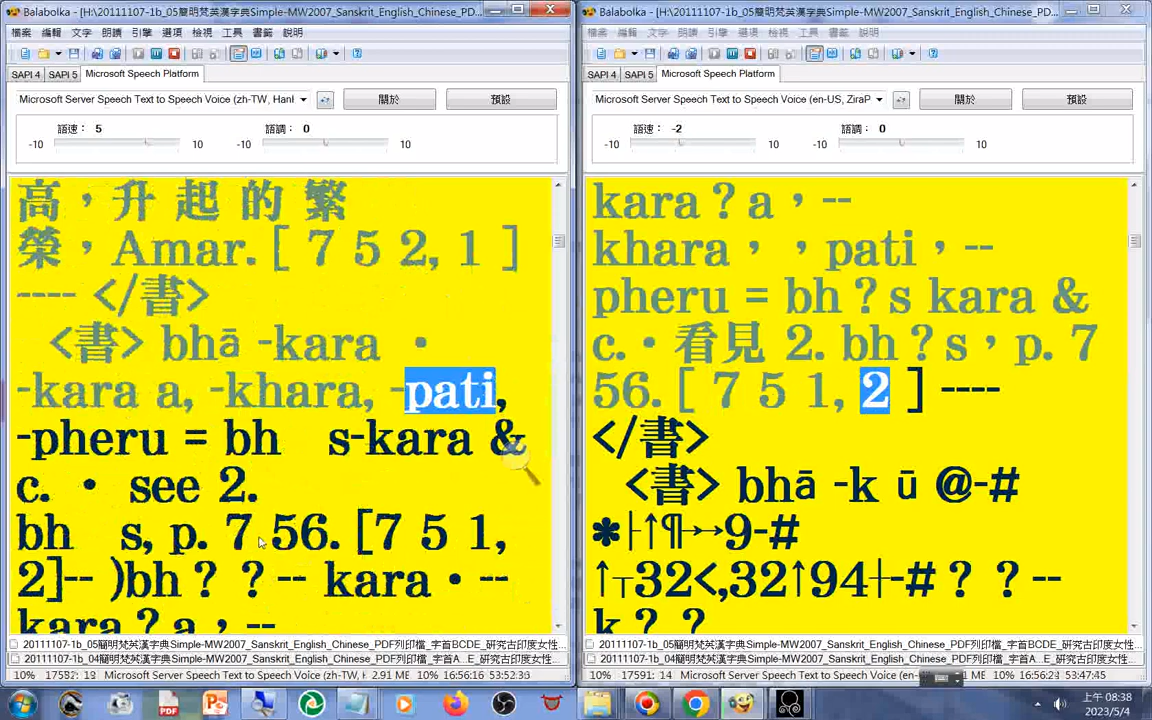 Balabolka - [H:\20111107-1b_05簡明梵英漢字典Simple-MW2007_Sanskrit_English_Chinese_PD...
檔案 編輯 文字 朗讀 引擎 選項 檢視 工具 書籤 說明
SAPI 4 SAPI 5 Microsoft Speech Platform
Microsoft Server Speech Text to Speech Voice (zh-TW, Hanl
關於 預設
語速： 5 語調： 0
-10 10 -10 10
高，升 起 的 繁
榮，Amar. [ 7 5 2, 1 ]
---- </書>
<書> bhā -kara •
-kara a, -khara, -pati,
-pheru = bh s-kara &
c. • see 2.
bh s, p. 7 56. [7 5 1,
2]-- )bh ? ? -- kara • --
kara ? a , --
20111107-1b_05簡明梵英漢字典Simple-MW2007_Sanskrit_English_Chinese_PDF列印檔_字首BCDE_研究古印度女性...
20111107-1b_04簡明梵英漢字典Simple-MW2007_Sanskrit_English_Chinese_PDF列印檔_字首A...E_研究古印度女性...
10% 17582: 13 Microsoft Server Speech Text to Speech Voice (zh-TW, 2.91 MB 10% 16:56:16 53:52:33
Balabolka - [H:\20111107-1b_05簡明梵英漢字典Simple-MW2007_Sanskrit_English_Chinese_PD...
檔案 編輯 文字 朗讀 引擎 選項 檢視 工具 書籤 說明
SAPI 4 SAPI 5 Microsoft Speech Platform
Microsoft Server Speech Text to Speech Voice (en-US, ZiraP
關於 預設
語速： -2 語調： 0
-10 10 -10 10
kara ? a , --
khara , , pati , --
pheru = bh ? s kara &
c. • 看見 2. bh ? s , p. 7
56. [ 7 5 1, 2 ] ----
</書>
<書> bhā -k ū @-#
✱├↑¶→→9-#
↑┬32<,32↑94┼-# ? ? --
k ? ?
20111107-1b_05簡明梵英漢字典Simple-MW2007_Sanskrit_English_Chinese_PDF列印檔_字首BCDE_研究古印度女性...
20111107-1b_04簡明梵英漢字典Simple-MW2007_Sanskrit_English_Chinese_PDF列印檔_字首A...E_研究古印度女性...
10% 17591: 14 Microsoft Server Speech Text to Speech Voice 10% 16:56:24 53:47:45
PDF
上午 08:38
2023/5/4